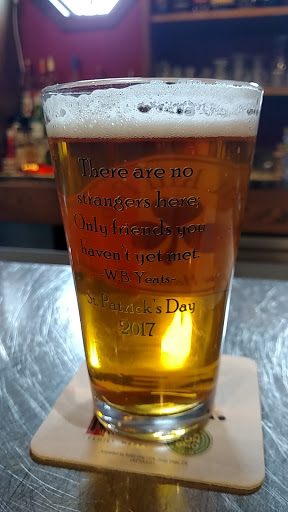 There are no
strangers here;
Only friends you
haven't yet met.
-W.B. Yeats-
St. Patrick's Day
2017